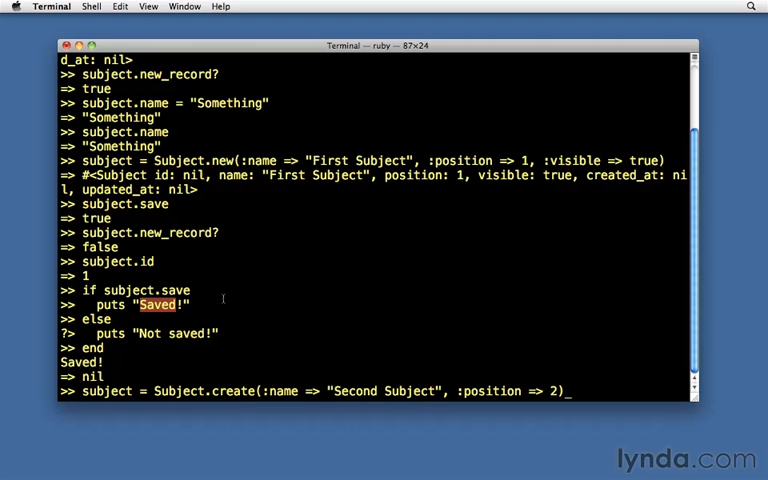 Terminal Shell Edit View Window Help
Terminal — ruby — 87×24
d_at: nil>
>> subject.new_record?
=> true
>> subject.name = "Something"
=> "Something"
>> subject.name
=> "Something"
>> subject = Subject.new(:name => "First Subject", :position => 1, :visible => true)
=> #<Subject id: nil, name: "First Subject", position: 1, visible: true, created_at: ni
l, updated_at: nil>
>> subject.save
=> true
>> subject.new_record?
=> false
>> subject.id
=> 1
>> if subject.save
>>   puts "Saved!"
>> else
?>   puts "Not saved!"
>> end
Saved!
=> nil
>> subject = Subject.create(:name => "Second Subject", :position => 2)_
lynda.com